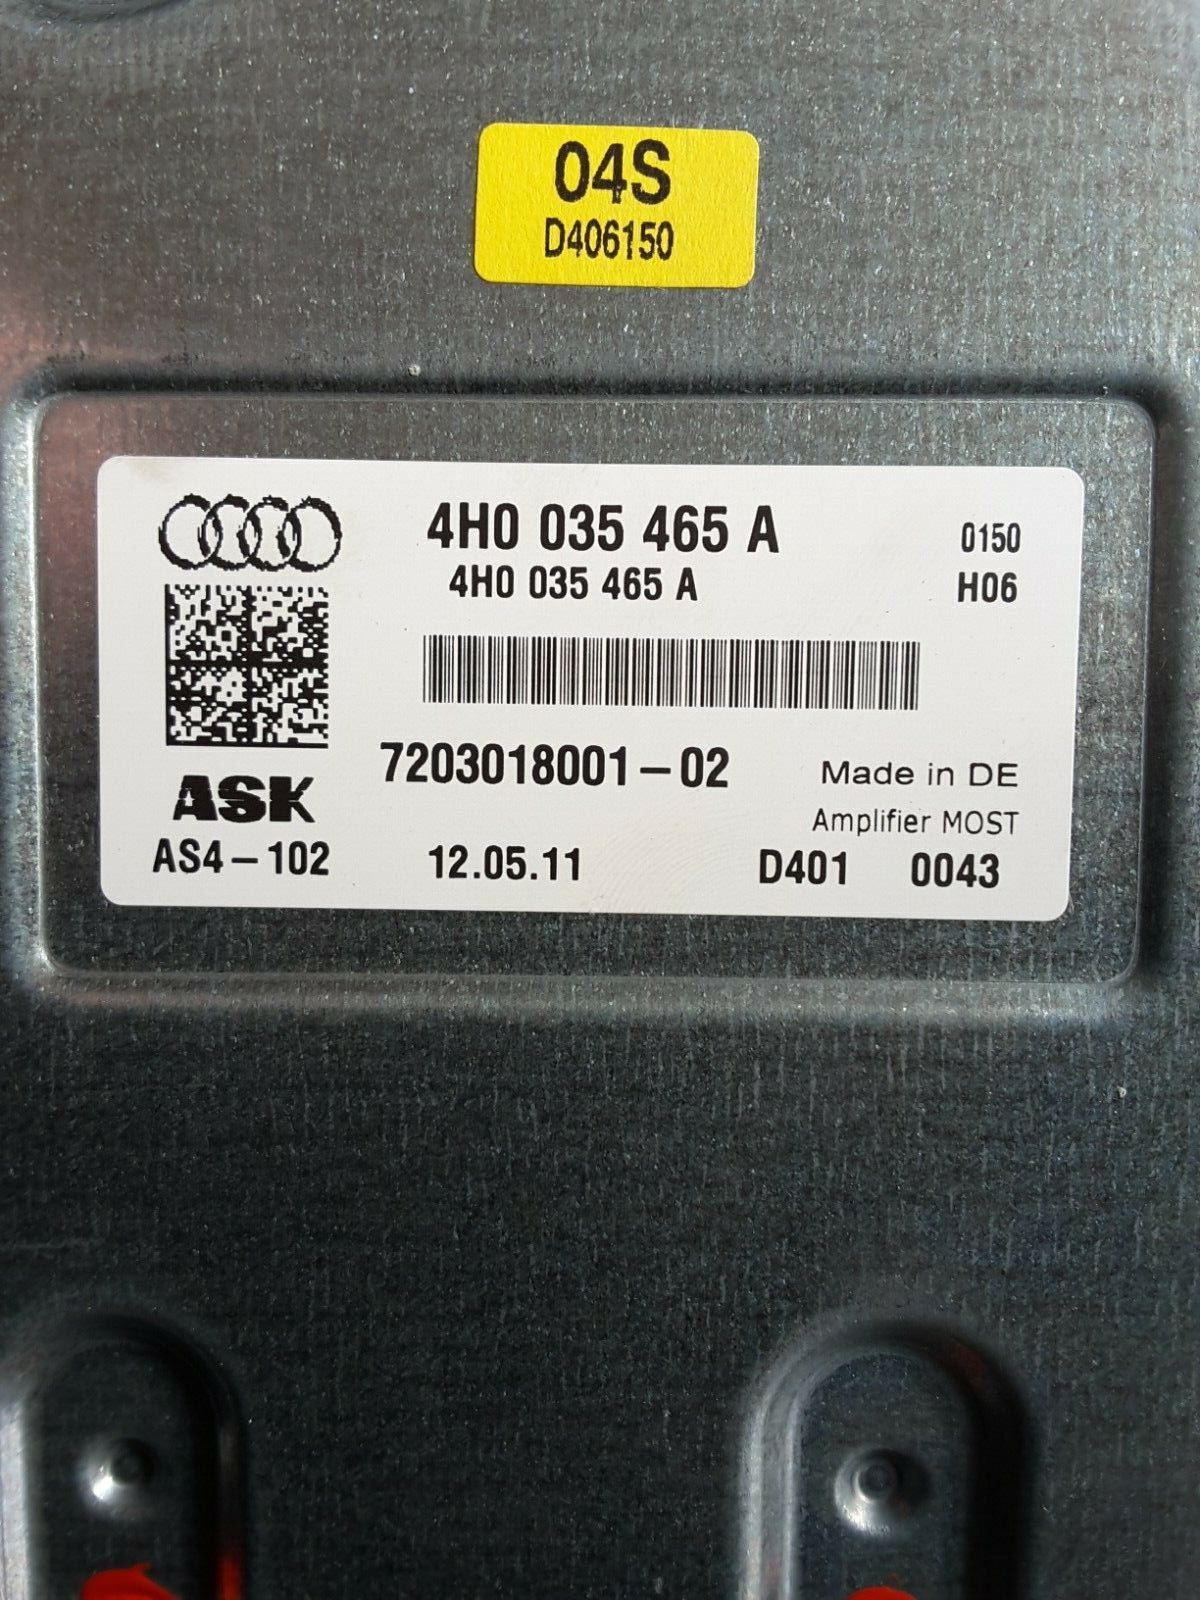 04S
D406150
4H0 035 465 A 0150
4H0 035 465 A H06
7203018001-02 Made in DE
ASK Amplifier MOST
AS4-102 12.05.11 D401 0043